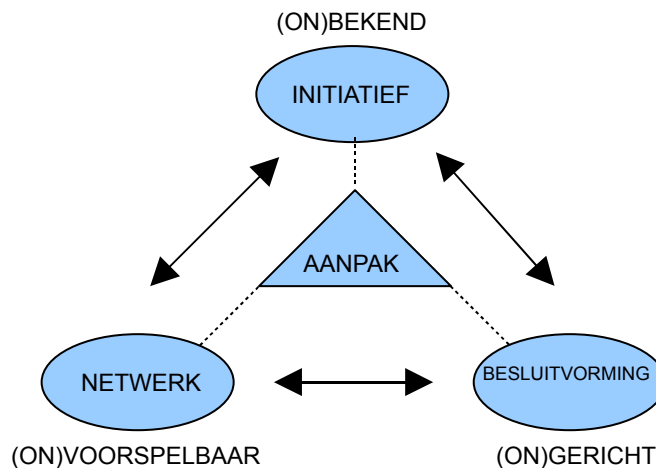 (ON)BEKEND
INITIATIEF
AANPAK
NETWERK
BESLUITVORMING
(ON)VOORSPELBAAR
(ON)GERICHT